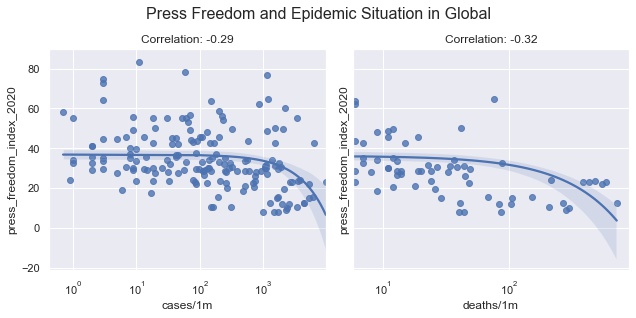 Press Freedom and Epidemic Situation in Global
Correlation: -0.29
Correlation: -0.32
press_freedom_index_2020
80
60
40
20
0
−20
10^0
10^1
10^2
10^3
cases/1m
press_freedom_index_2020
10^1
10^2
deaths/1m